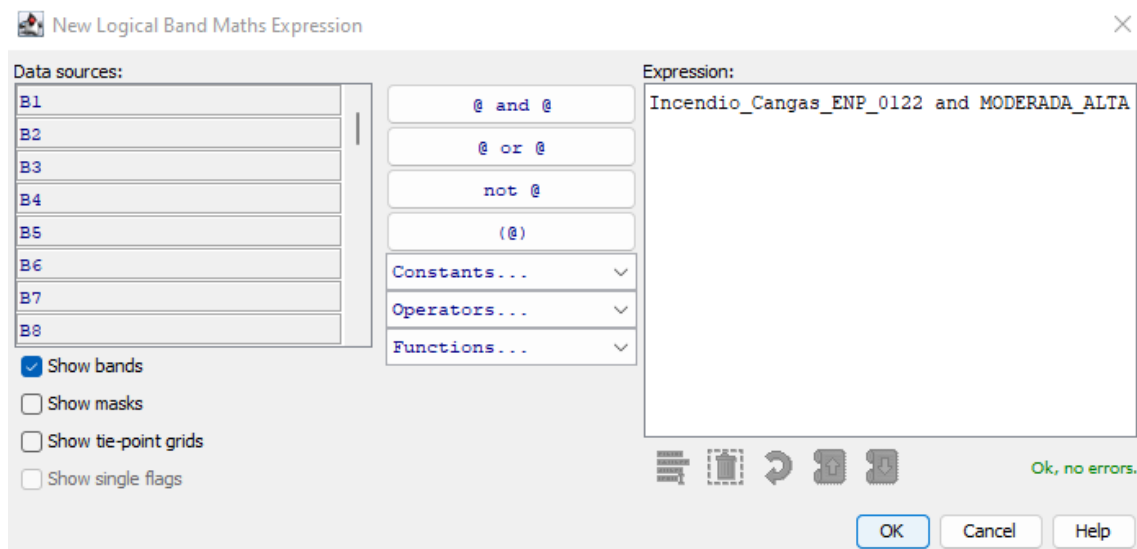 New Logical Band Maths Expression
Data sources:
B1
B2
B3
B4
B5
B6
B7
B8
Show bands
Show masks
Show tie-point grids
Show single flags
@ and @
@ or @
not @
(@)
Constants...
Operators...
Functions...
Expression:
Incendio_Cangas_ENP_0122 and MODERADA_ALTA
Ok, no errors.
OK
Cancel
Help